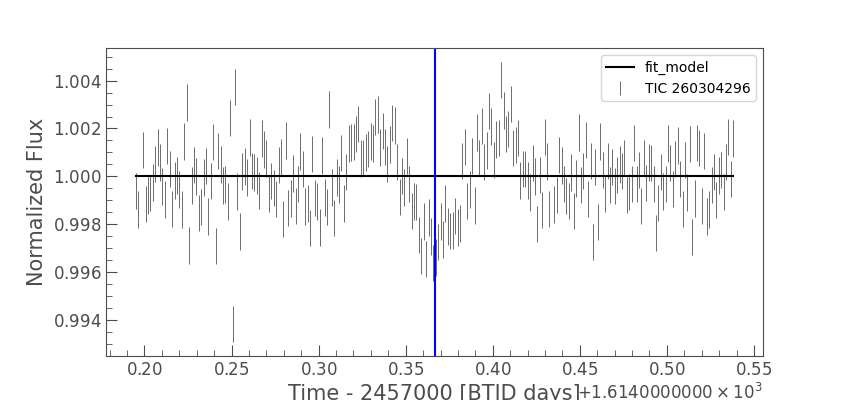 fit_model
TIC 260304296
1.004
1.002
1.000
0.998
0.996
0.994
Normalized Flux
0.20 0.25 0.30 0.35 0.40 0.45 0.50 0.55
Time - 2457000 [BTJD days]
+1.6140000000 × 10³